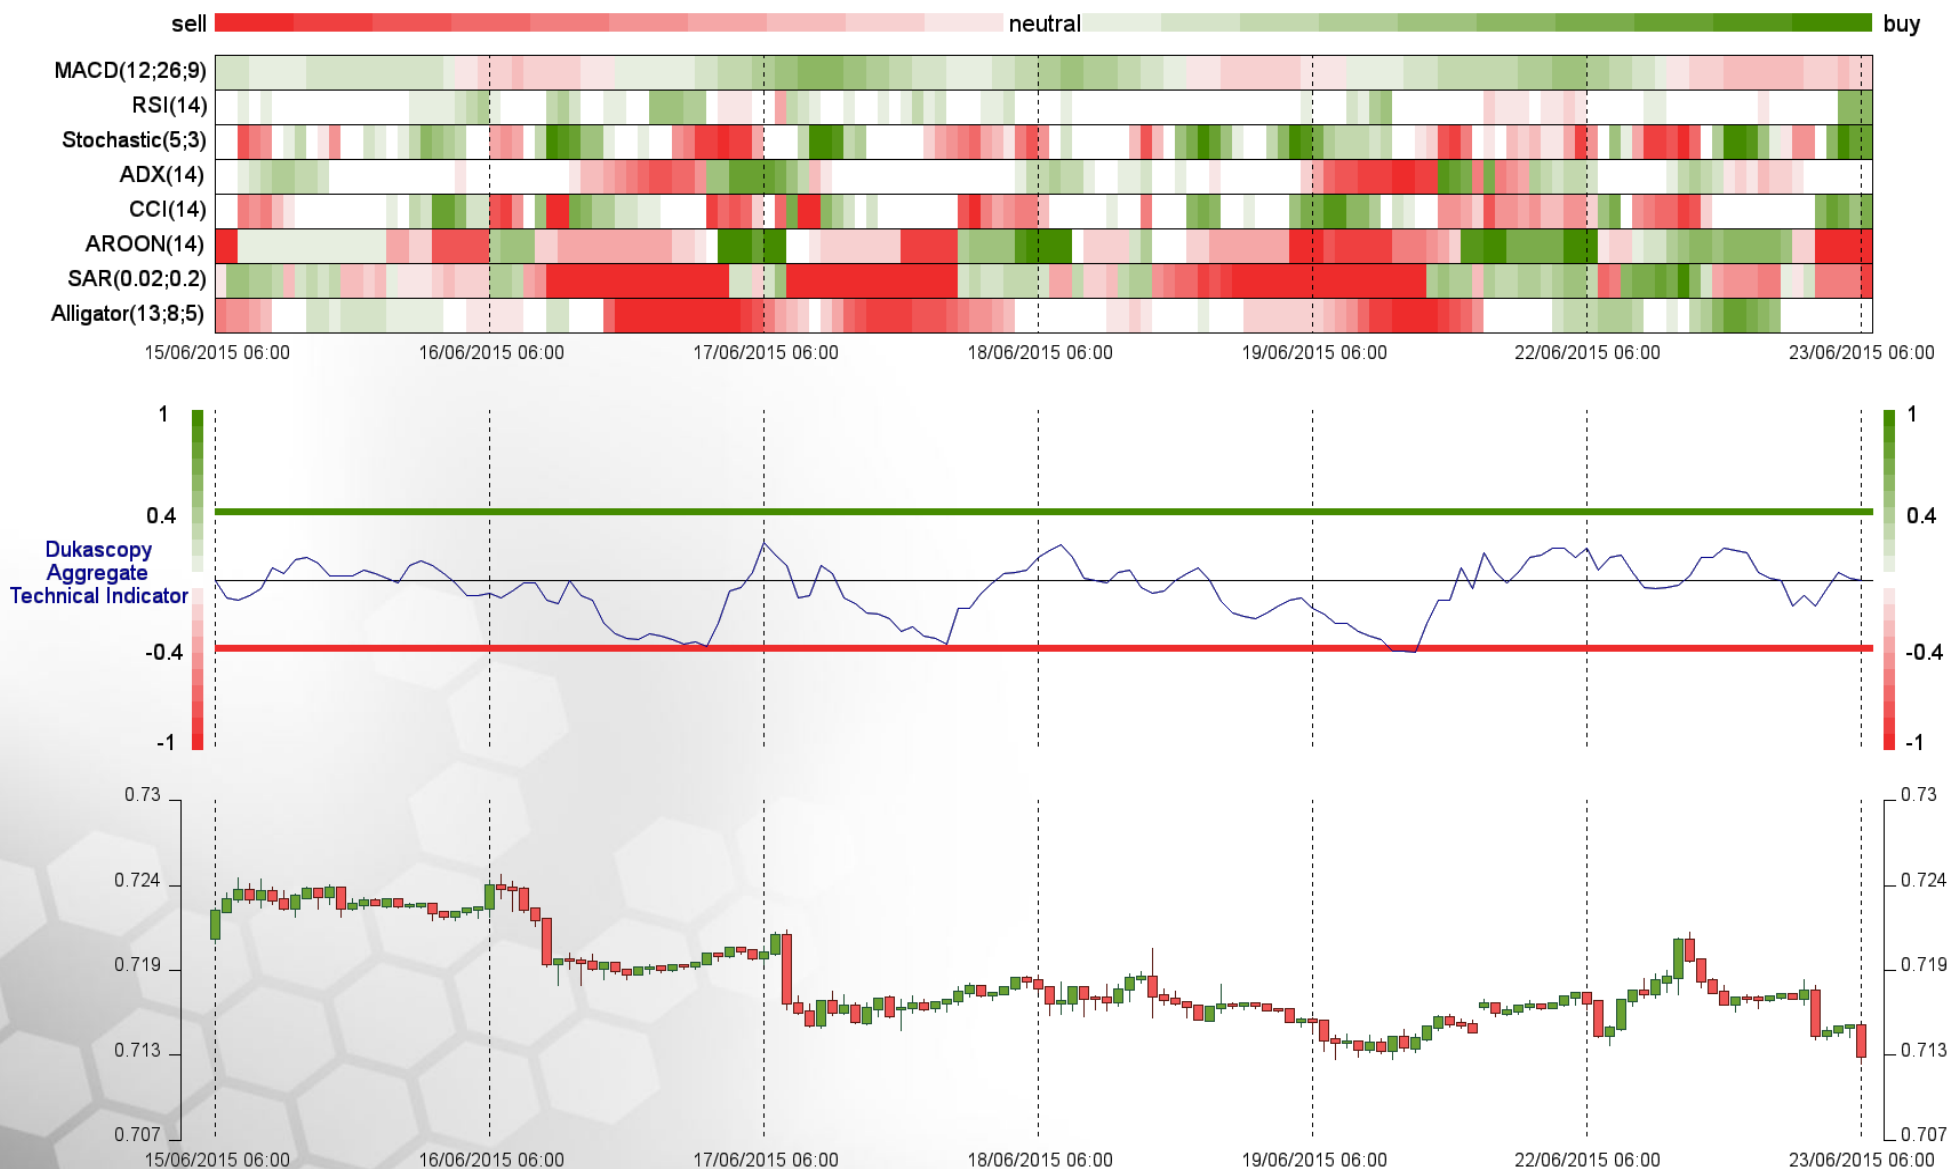 sell neutral buy
MACD(12;26;9)
RSI(14)
Stochastic(5;3)
ADX(14)
CCI(14)
AROON(14)
SAR(0.02;0.2)
Alligator(13;8;5)
15/06/2015 06:00 16/06/2015 06:00 17/06/2015 06:00 18/06/2015 06:00 19/06/2015 06:00 22/06/2015 06:00 23/06/2015 06:00
1 1
0.4 0.4
Dukascopy
Aggregate
Technical Indicator
-0.4 -0.4
-1 -1
0.73 0.73
0.724 0.724
0.719 0.719
0.713 0.713
0.707 0.707
15/06/2015 06:00 16/06/2015 06:00 17/06/2015 06:00 18/06/2015 06:00 19/06/2015 06:00 22/06/2015 06:00 23/06/2015 06:00